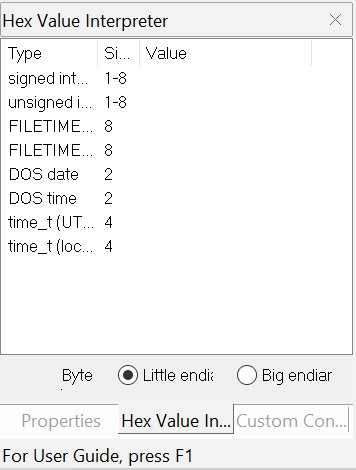 Hex Value Interpreter
Type Si... Value
signed int... 1-8
unsigned i... 1-8
FILETIME... 8
FILETIME... 8
DOS date 2
DOS time 2
time_t (UT... 4
time_t (loc... 4
Byte Little endia Big endiar
Properties Hex Value In... Custom Con...
For User Guide, press F1